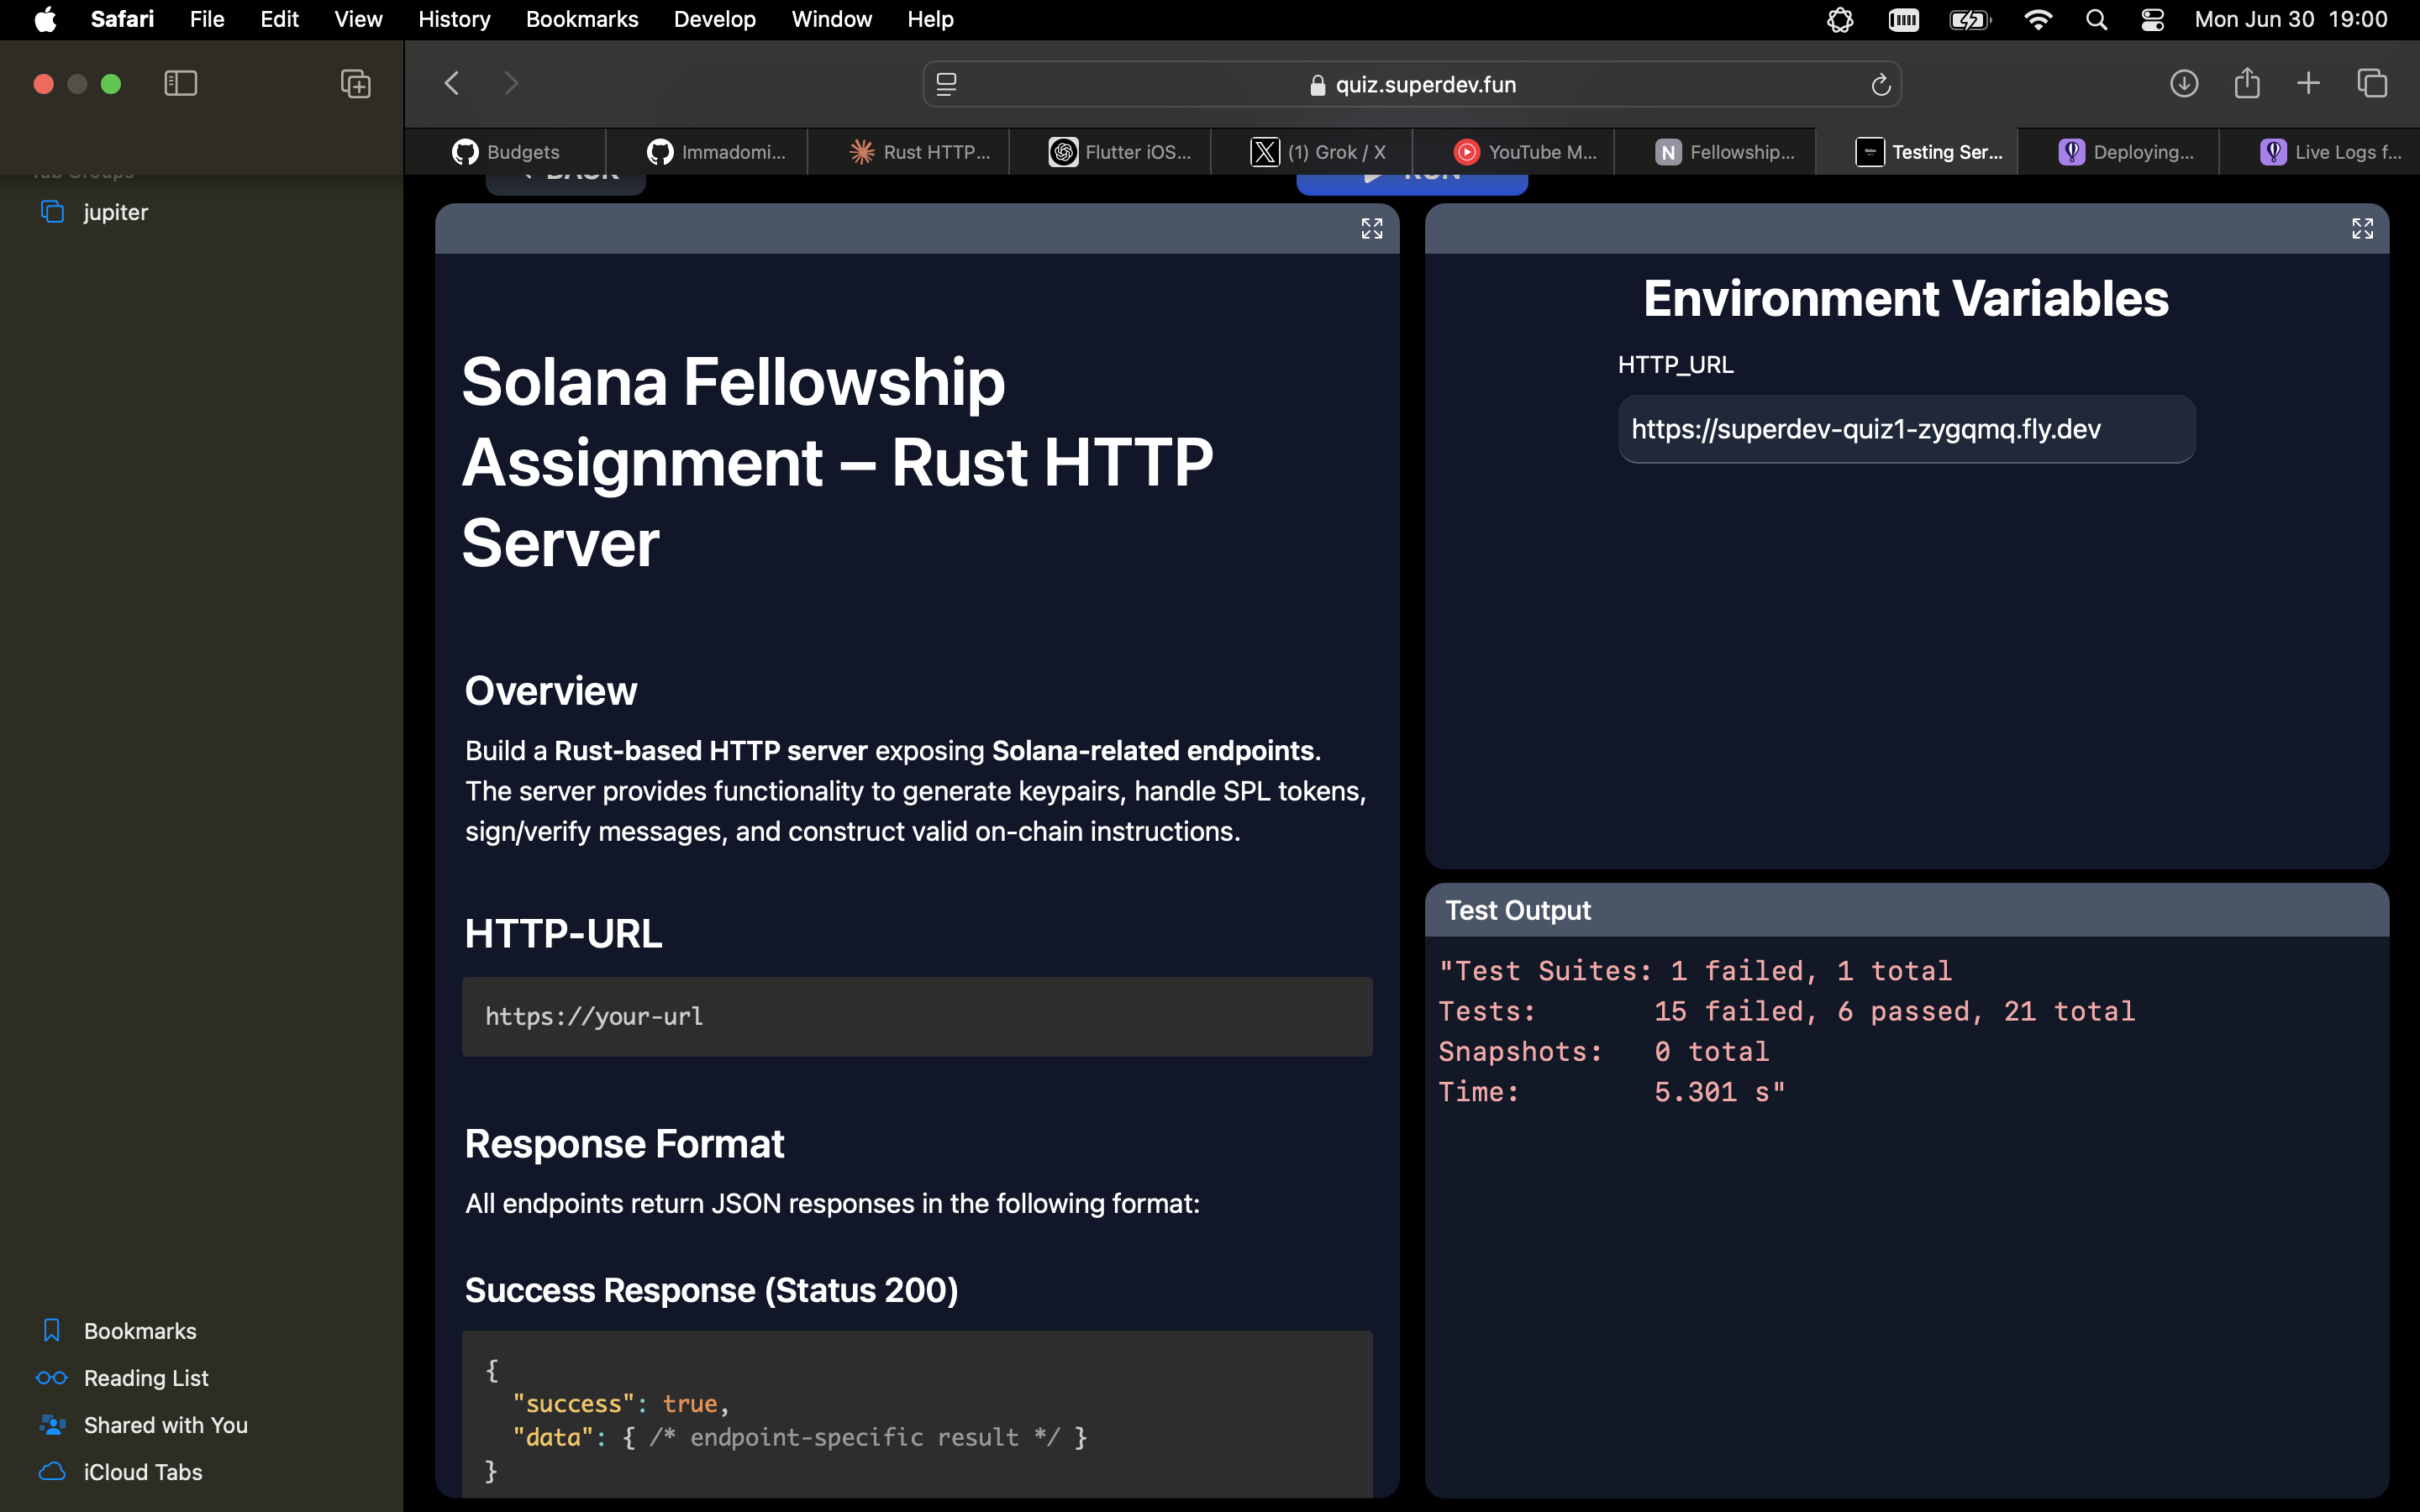 Safari File Edit View History Bookmarks Develop Window Help Mon Jun 30 19:00
quiz.superdev.fun
Budgets Immadomi... Rust HTTP... Flutter iOS... (1) Grok / X YouTube M... N Fellowship... Testing Ser... Deploying... Live Logs f...
Tab Groups
jupiter
Bookmarks
Reading List
Shared with You
iCloud Tabs
BACK RUN
Solana Fellowship
Assignment – Rust HTTP
Server
Overview
Build a Rust-based HTTP server exposing Solana-related endpoints.
The server provides functionality to generate keypairs, handle SPL tokens,
sign/verify messages, and construct valid on-chain instructions.
HTTP-URL
https://your-url
Response Format
All endpoints return JSON responses in the following format:
Success Response (Status 200)
{
"success": true,
"data": { /* endpoint-specific result */ }
}
Environment Variables
HTTP_URL
https://superdev-quiz1-zygqmq.fly.dev
Test Output
"Test Suites: 1 failed, 1 total
Tests: 15 failed, 6 passed, 21 total
Snapshots: 0 total
Time: 5.301 s"